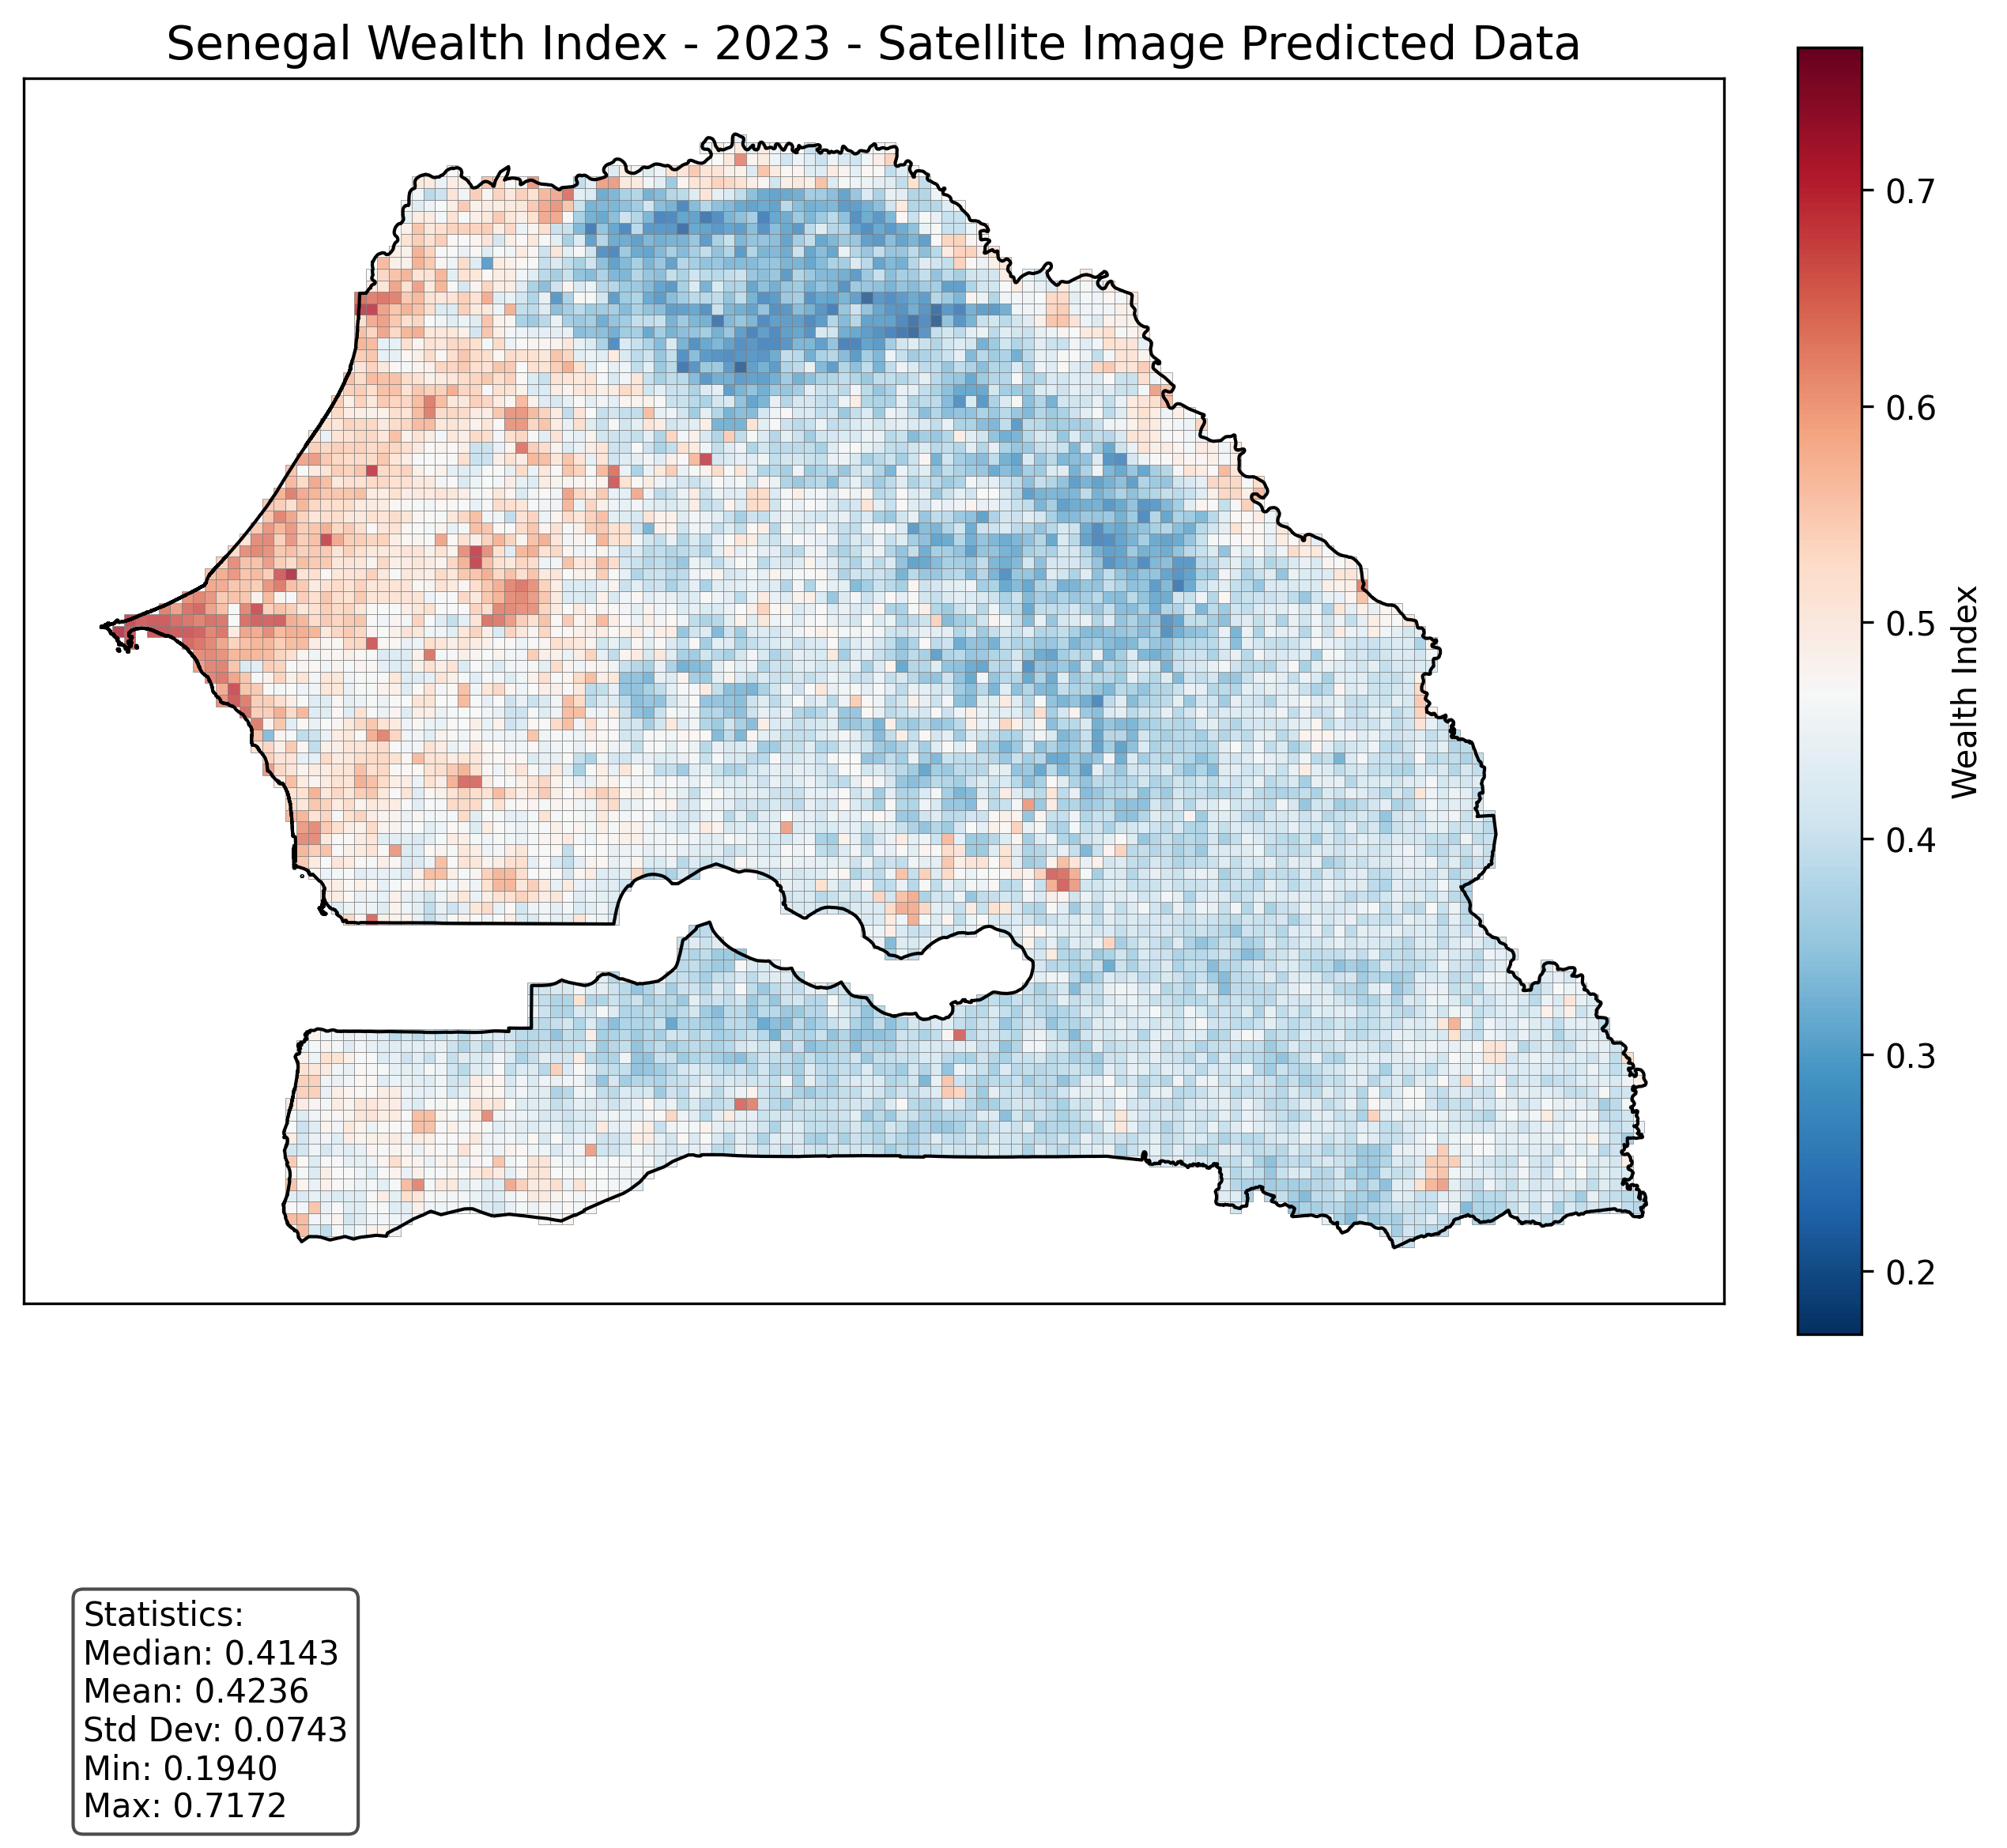 Senegal Wealth Index - 2023 - Satellite Image Predicted Data
0.7
0.6
0.5
0.4
0.3
0.2
Wealth Index
Statistics:
Median: 0.4143
Mean: 0.4236
Std Dev: 0.0743
Min: 0.1940
Max: 0.7172